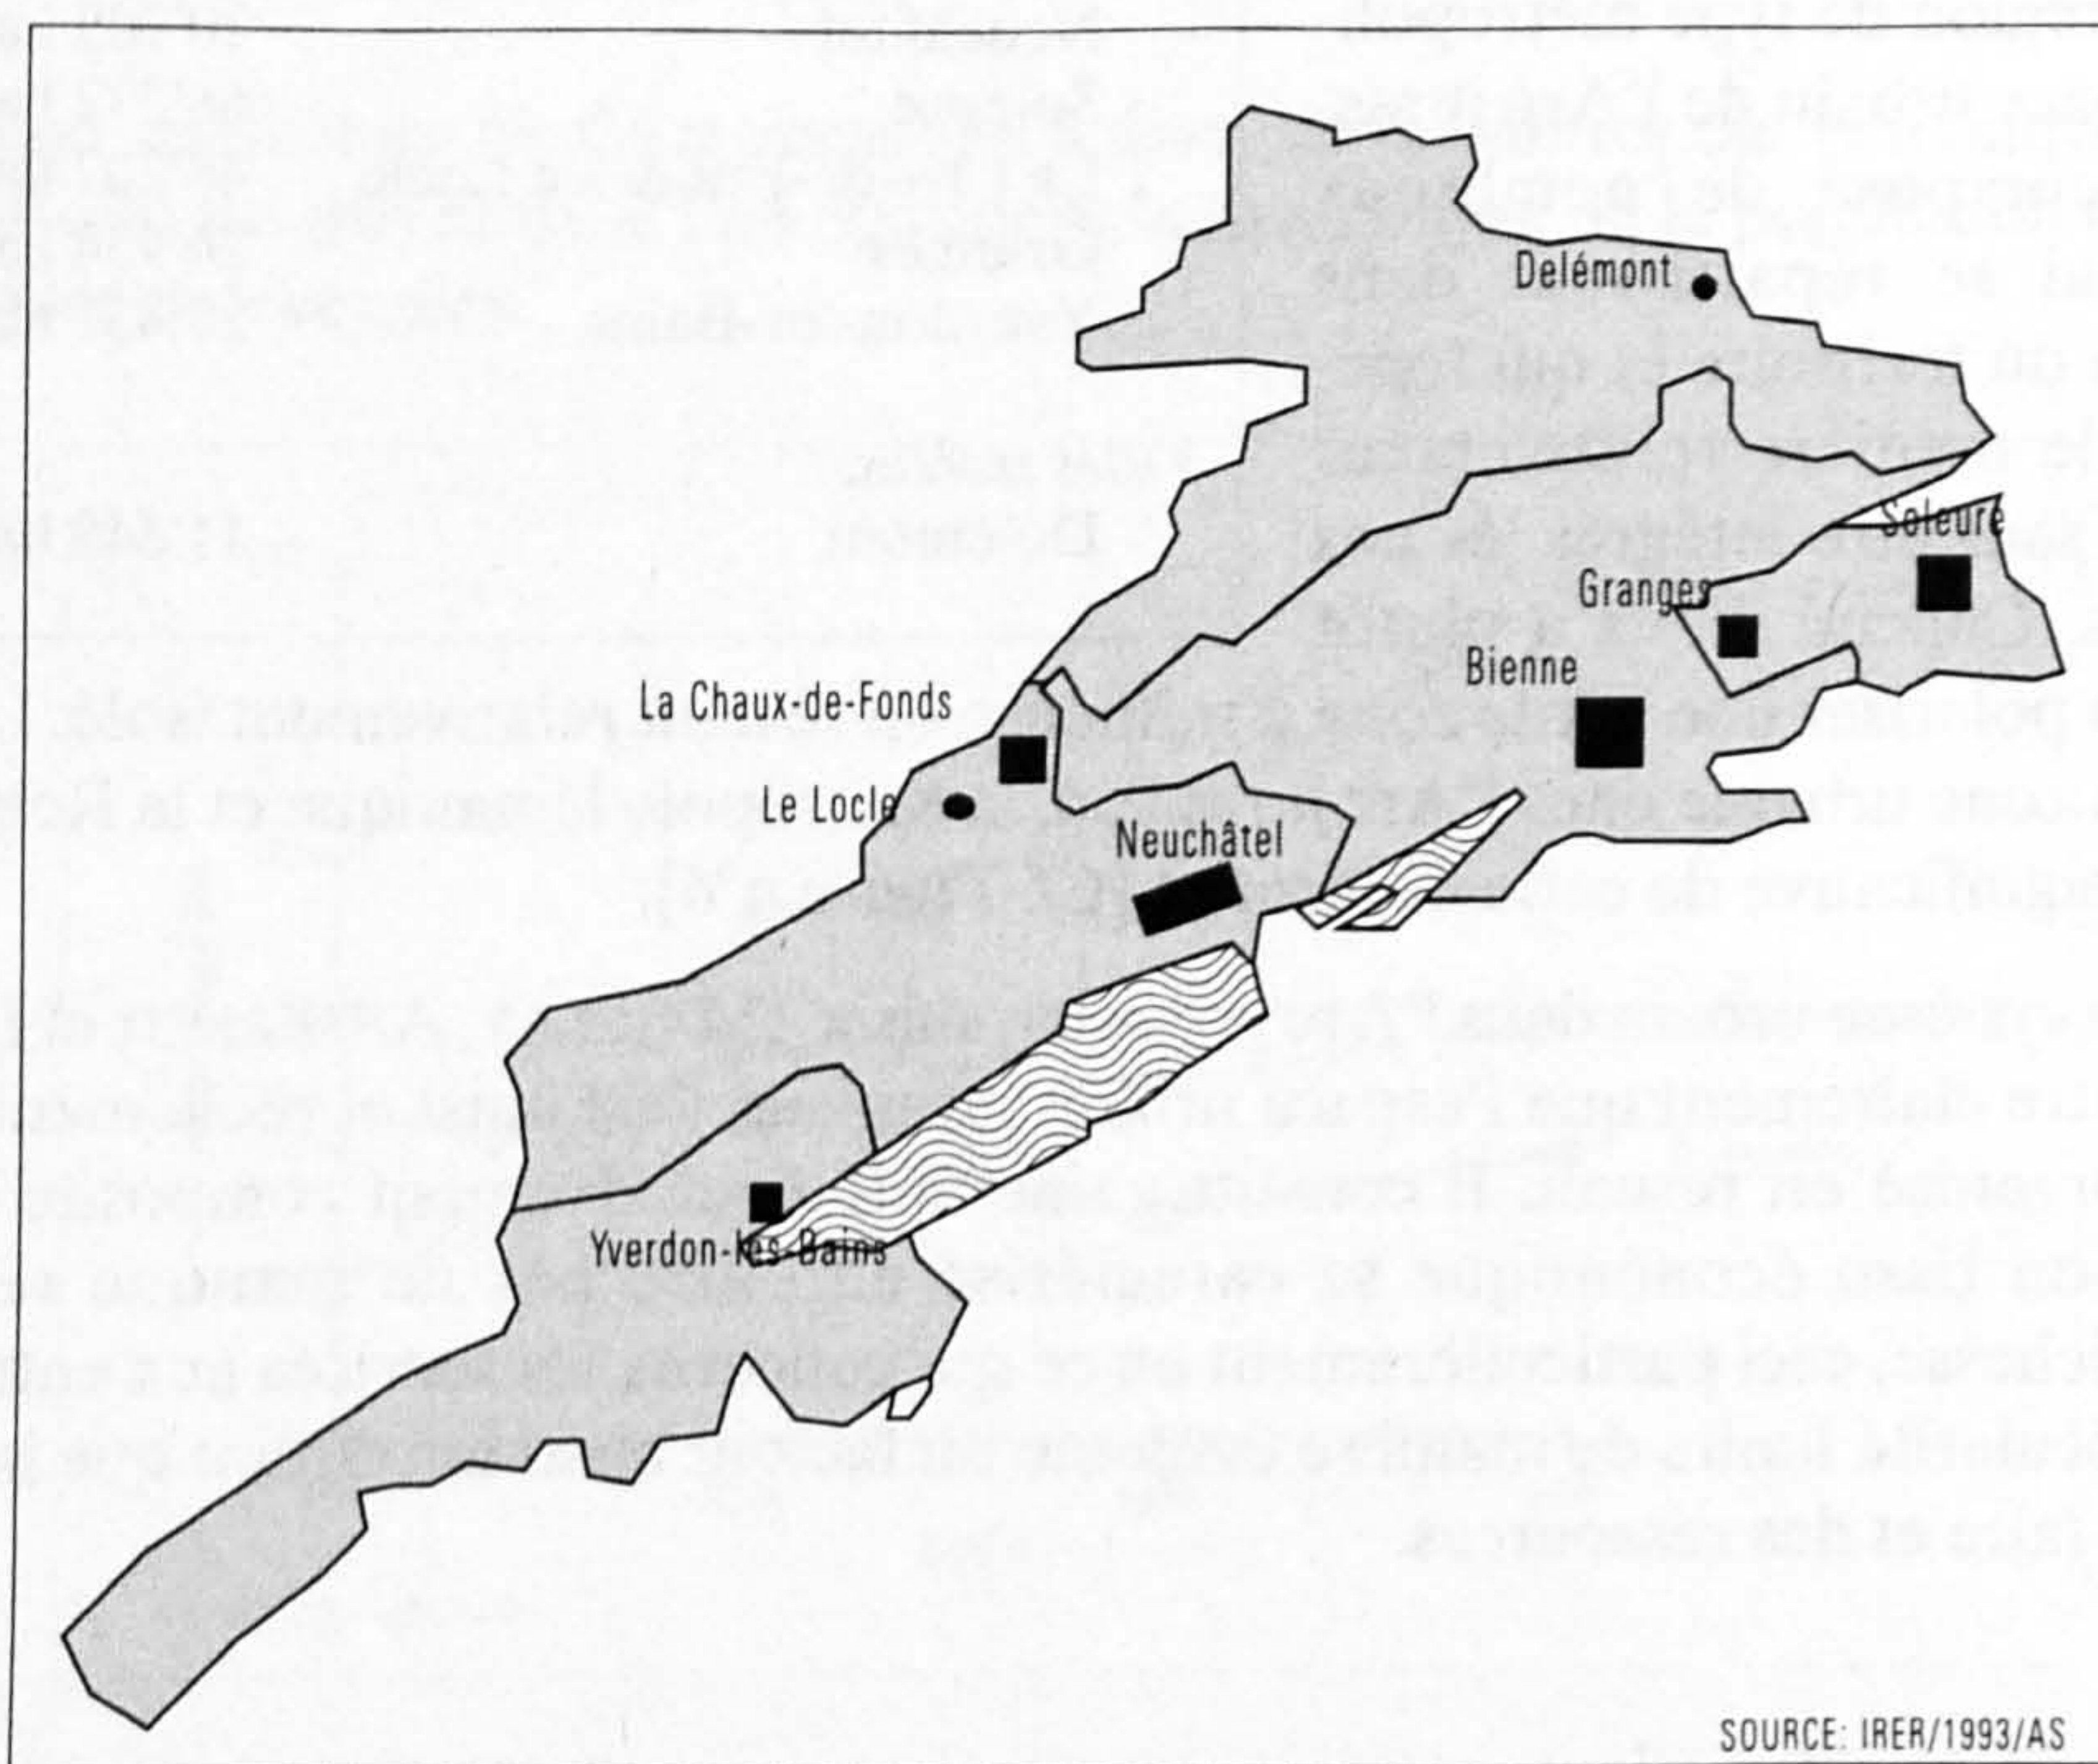 Delémont
Soleure
Granges
Bienne
La Chaux-de-Fonds
Le Locle
Neuchâtel
Yverdon-les-Bains
SOURCE: IRER/1993/AS